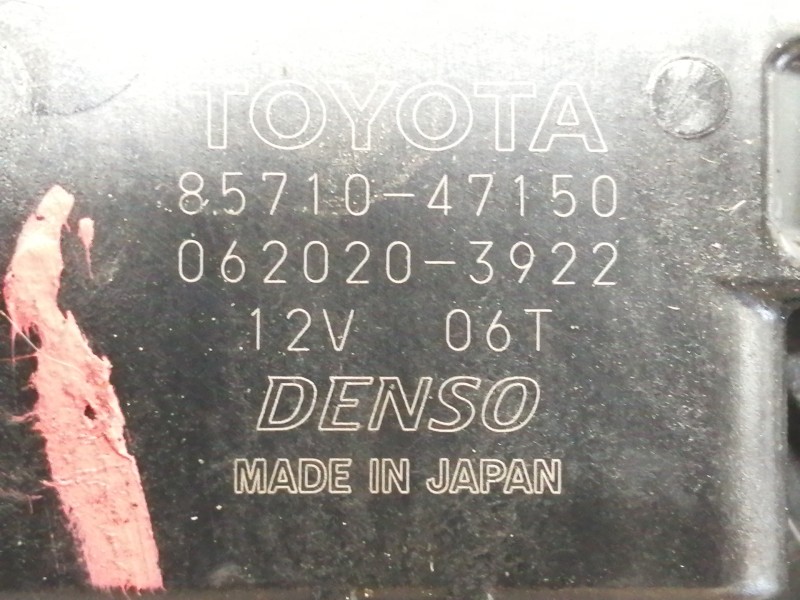 TOYOTA
85710-47150
062020-3922
12V 06T
DENSO
MADE IN JAPAN